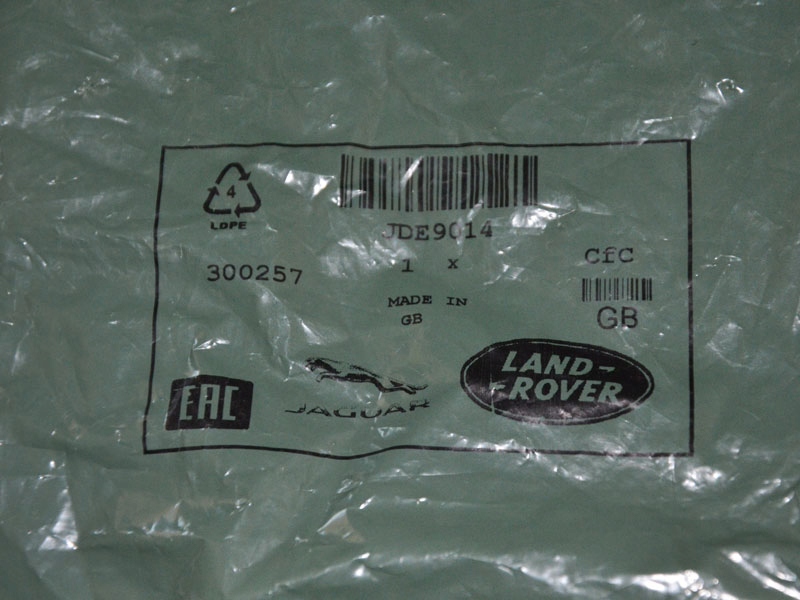 4
LDPE
JDE9014
300257
1 x
CfC
MADE IN
GB
GB
EAC
JAGUAR
LAND-
-ROVER